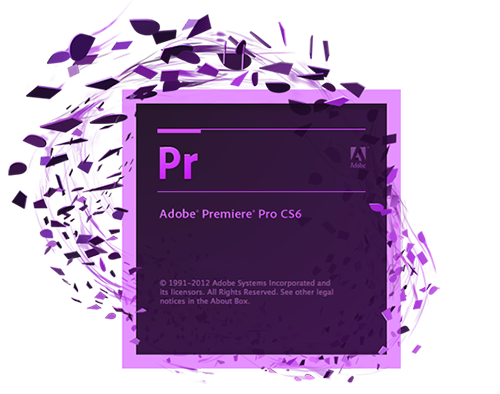 Pr
Adobe
Adobe® Premiere® Pro CS6
© 1991-2012 Adobe Systems Incorporated and
its licensors. All Rights Reserved. See other legal
notices in the About Box.